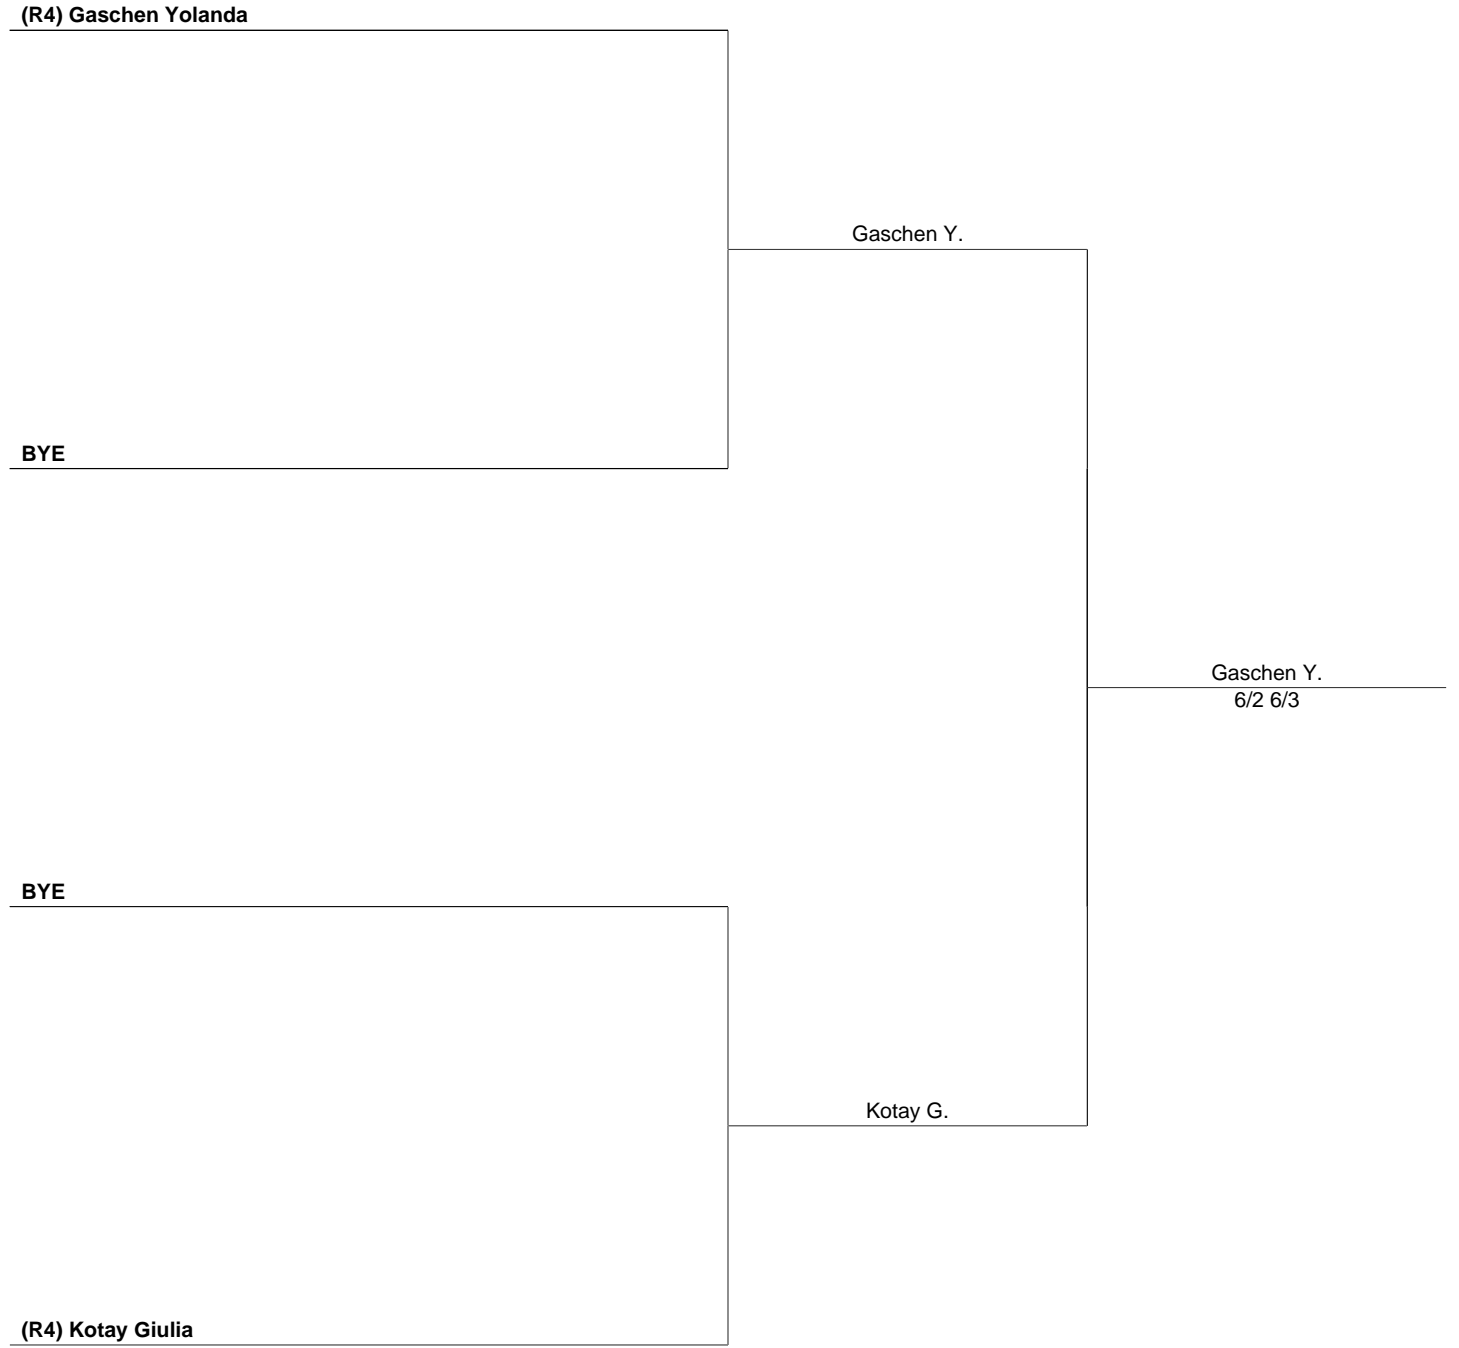 (R4) Gaschen Yolanda
Gaschen Y.
BYE
Gaschen Y.
6/2 6/3
BYE
Kotay G.
(R4) Kotay Giulia